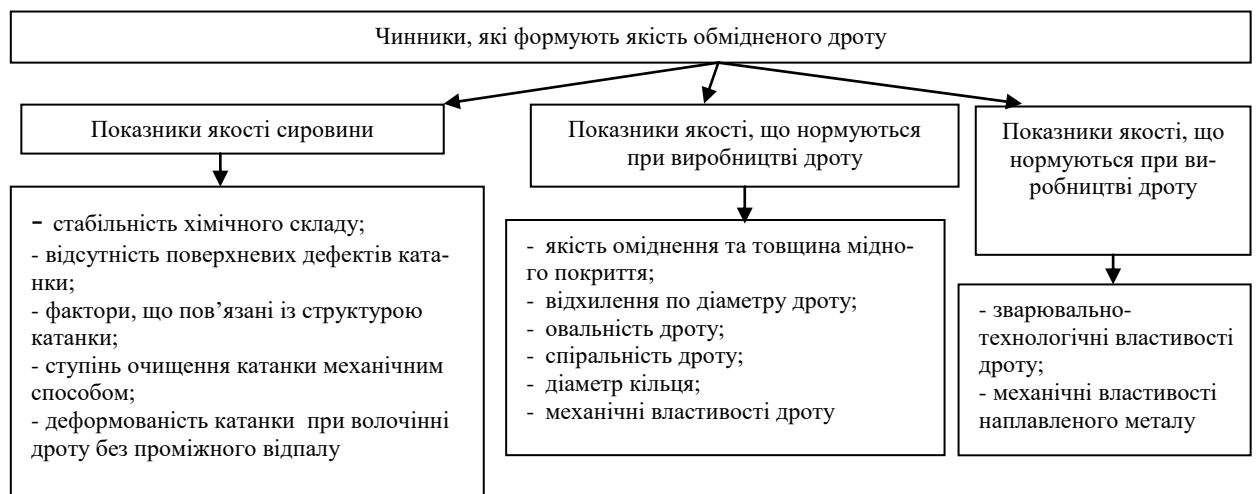 Чинники, які формують якість обмідненого дроту
Показники якості сировини
Показники якості, що нормуються
при виробництві дроту
Показники якості, що
нормуються при ви-
робництві дроту
- стабільність хімічного складу;
- відсутність поверхневих дефектів ката-
нки;
- фактори, що пов’язані із структурою
катанки;
- ступінь очищення катанки механічним
способом;
- деформованість катанки при волочінні
дроту без проміжного відпалу
- якість оміднення та товщина мідно-
го покриття;
- відхилення по діаметру дроту;
- овальність дроту;
- спіральність дроту;
- діаметр кільця;
- механічні властивості дроту
- зварювально-
технологічні властивості
дроту;
- механічні властивості
наплавленого металу